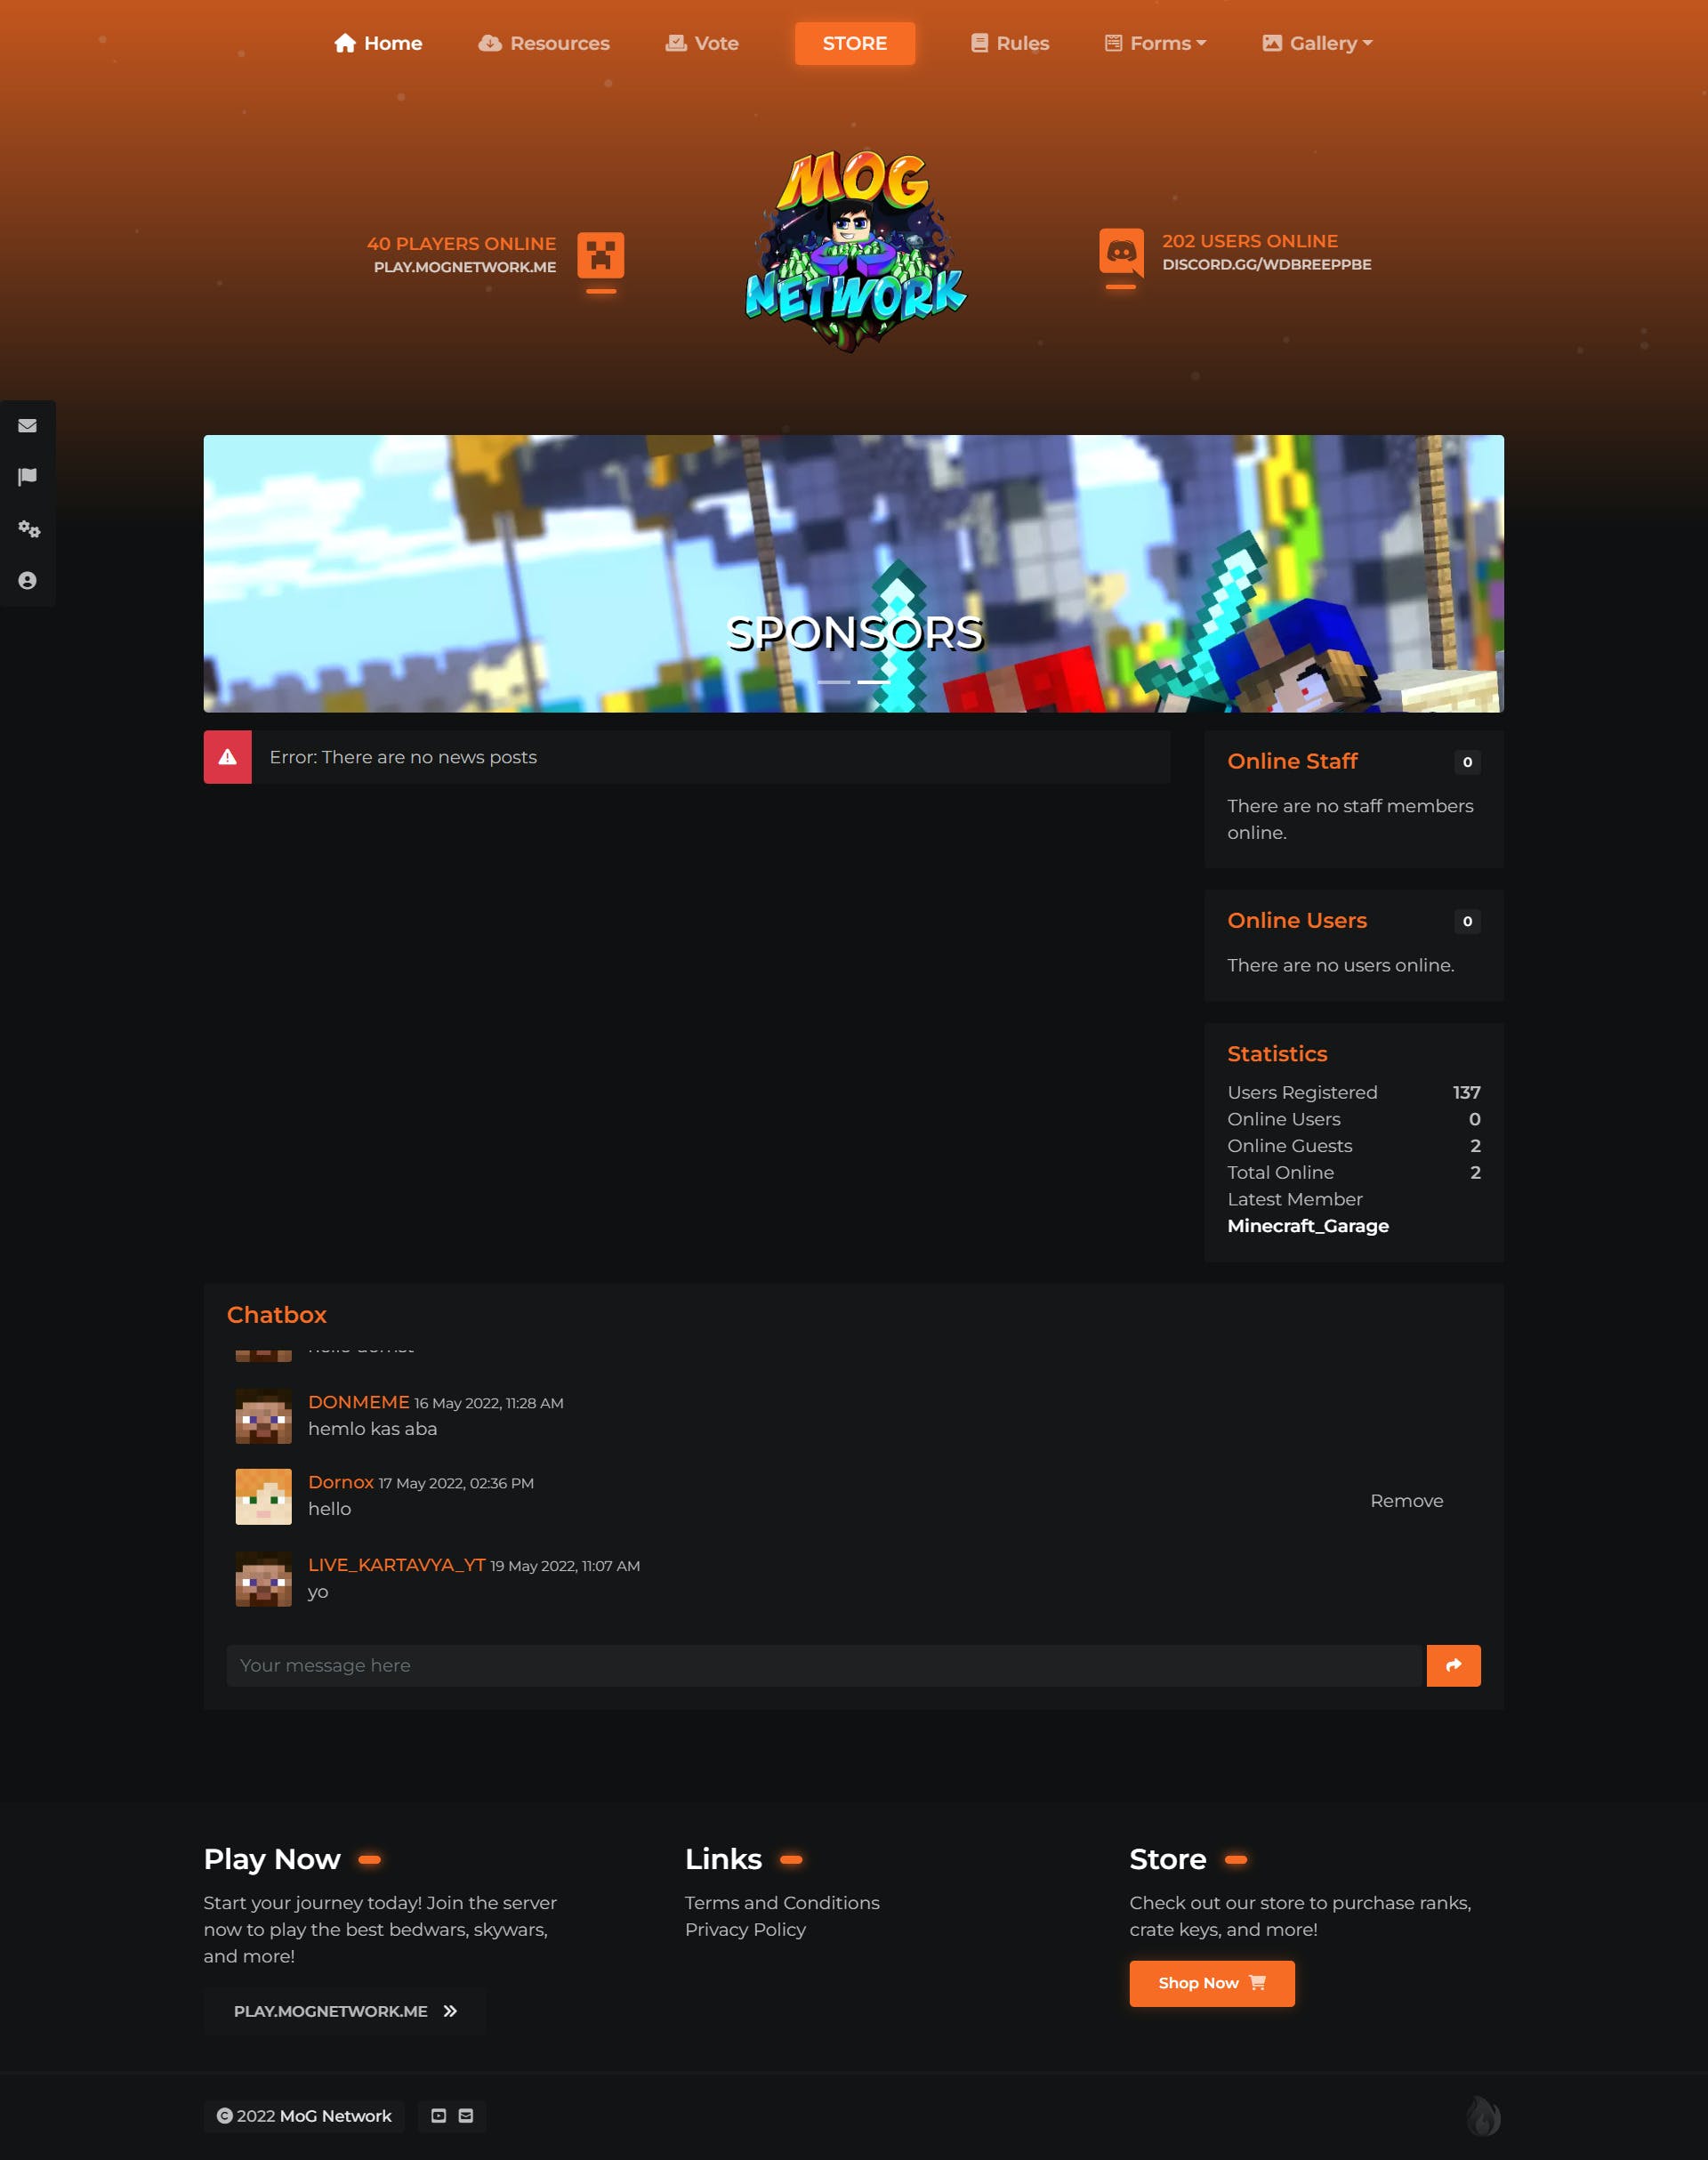 Home
Resources
Vote
STORE
Rules
Forms
Gallery
MOG
NETWORK
40 PLAYERS ONLINE
PLAY.MOGNETWORK.ME
202 USERS ONLINE
DISCORD.GG/WDBREEPPBE
SPONSORS
Error: There are no news posts
Online Staff
0
There are no staff members
online.
Online Users
0
There are no users online.
Statistics
Users Registered 137
Online Users 0
Online Guests 2
Total Online 2
Latest Member
Minecraft_Garage
Chatbox
DONMEME 16 May 2022, 11:28 AM
hemlo kas aba
Dornox 17 May 2022, 02:36 PM
hello
Remove
LIVE_KARTAVYA_YT 19 May 2022, 11:07 AM
yo
Your message here
Play Now
Start your journey today! Join the server
now to play the best bedwars, skywars,
and more!
PLAY.MOGNETWORK.ME
Links
Terms and Conditions
Privacy Policy
Store
Check out our store to purchase ranks,
crate keys, and more!
Shop Now
© 2022 MoG Network